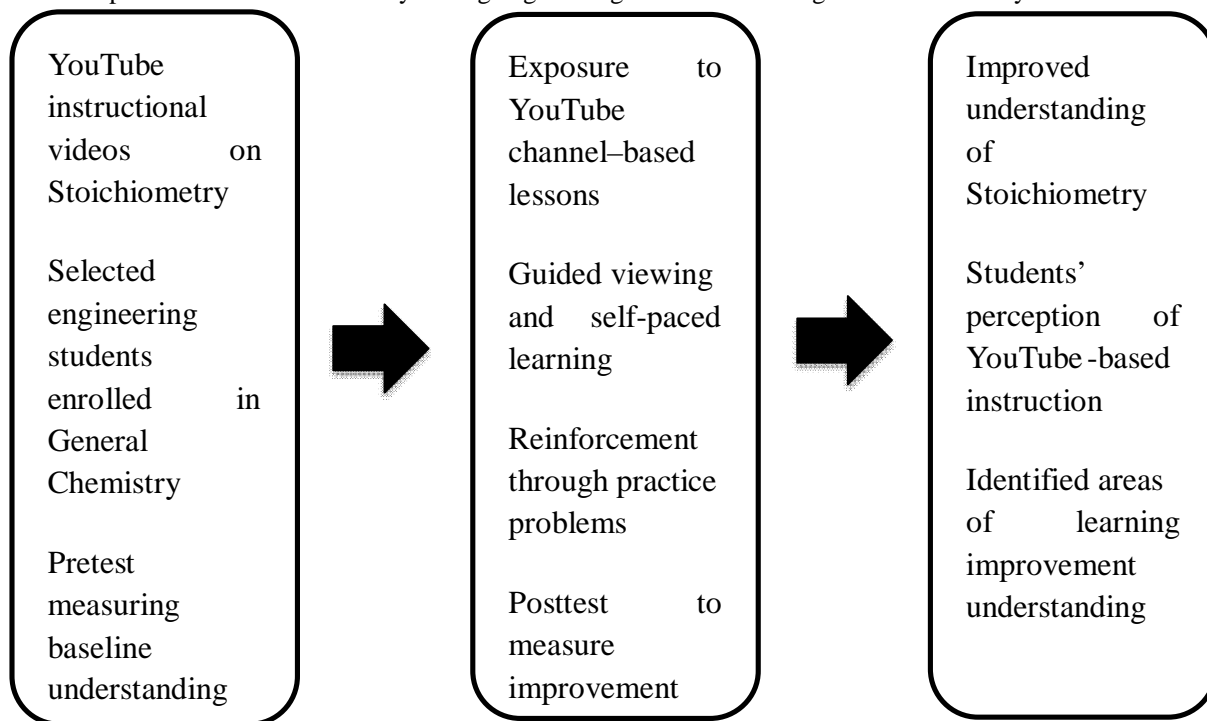 YouTube
instructional
videos on
Stoichiometry
Selected
engineering
students
enrolled in
General
Chemistry
Pretest
measuring
baseline
understanding
Exposure to
YouTube
channel–based
lessons
Guided viewing
and self-paced
learning
Reinforcement
through practice
problems
Posttest to
measure
improvement
Improved
understanding
of
Stoichiometry
Students’
perception of
YouTube-based
instruction
Identified areas
of learning
improvement
understanding